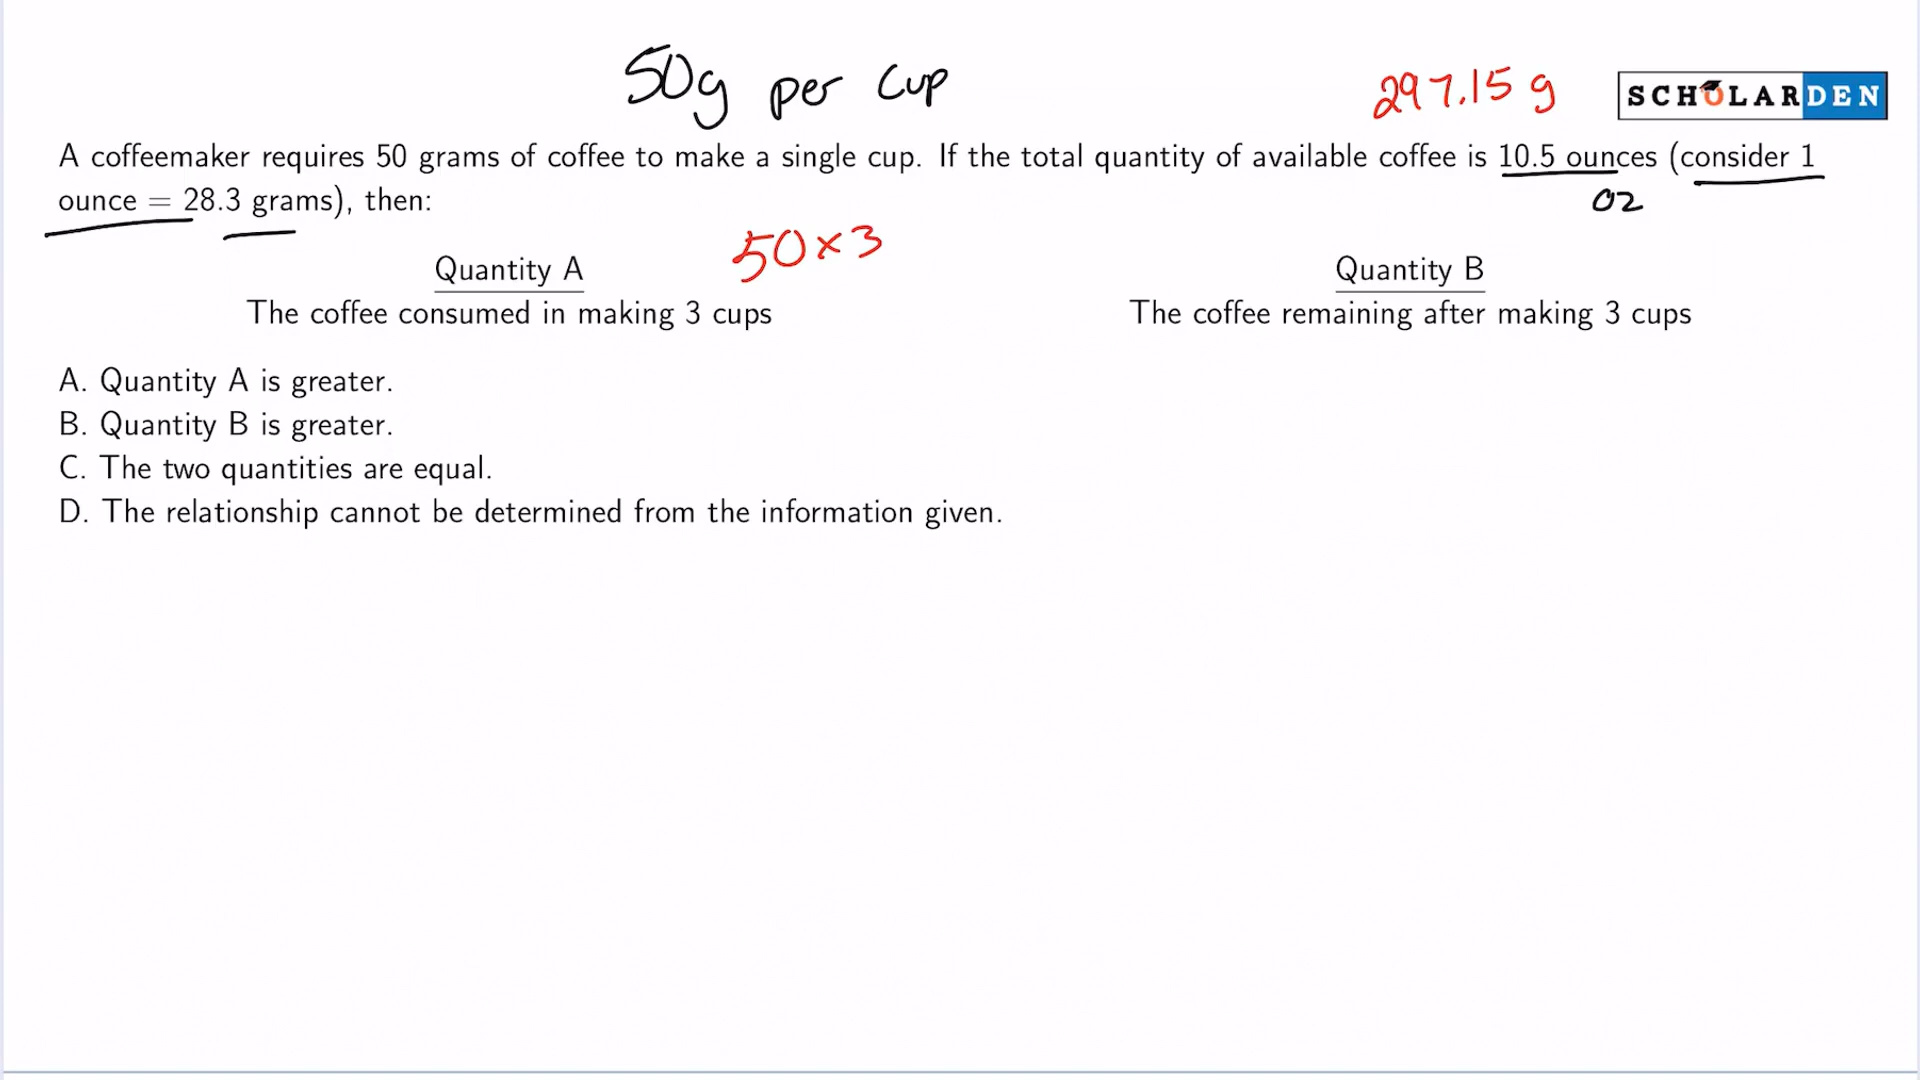 50g per cup
297.15 g
SCHOLARDEN
A coffeemaker requires 50 grams of coffee to make a single cup. If the total quantity of available coffee is 10.5 ounces (consider 1
ounce = 28.3 grams), then:
oz
50×3
Quantity A
Quantity B
The coffee consumed in making 3 cups
The coffee remaining after making 3 cups
A. Quantity A is greater.
B. Quantity B is greater.
C. The two quantities are equal.
D. The relationship cannot be determined from the information given.